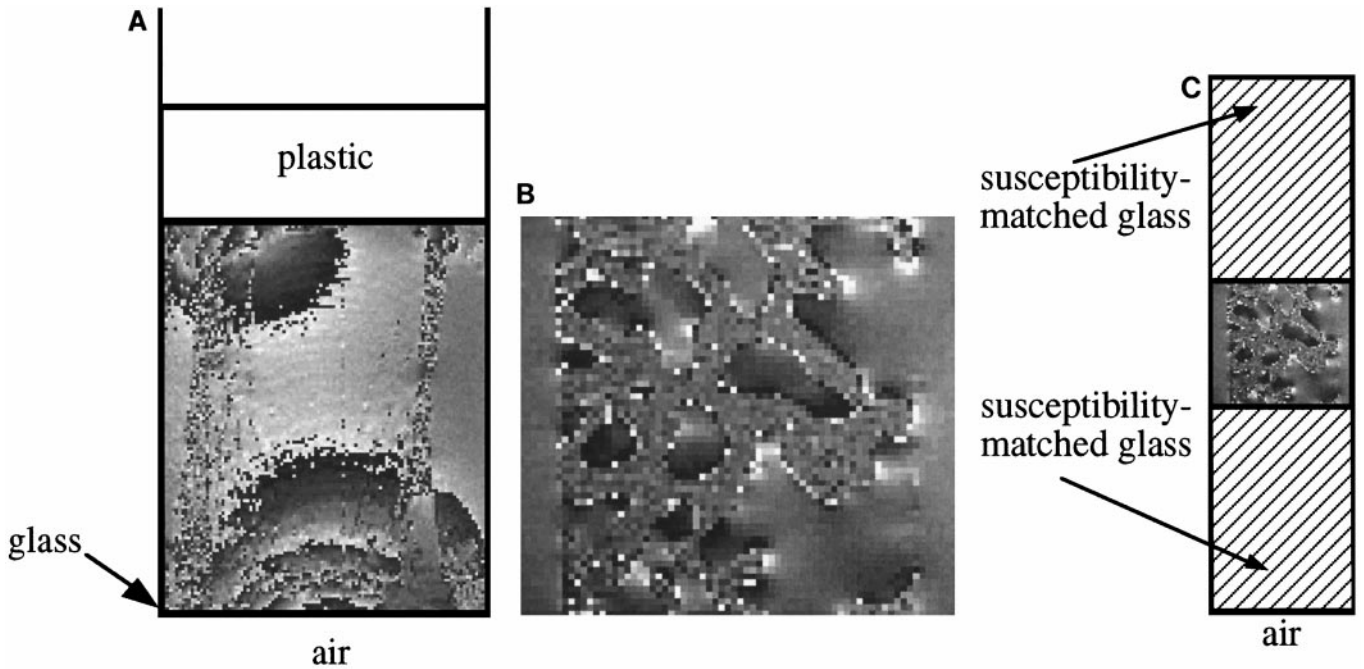 A
plastic
glass
air
B
C
susceptibility-
matched glass
susceptibility-
matched glass
air